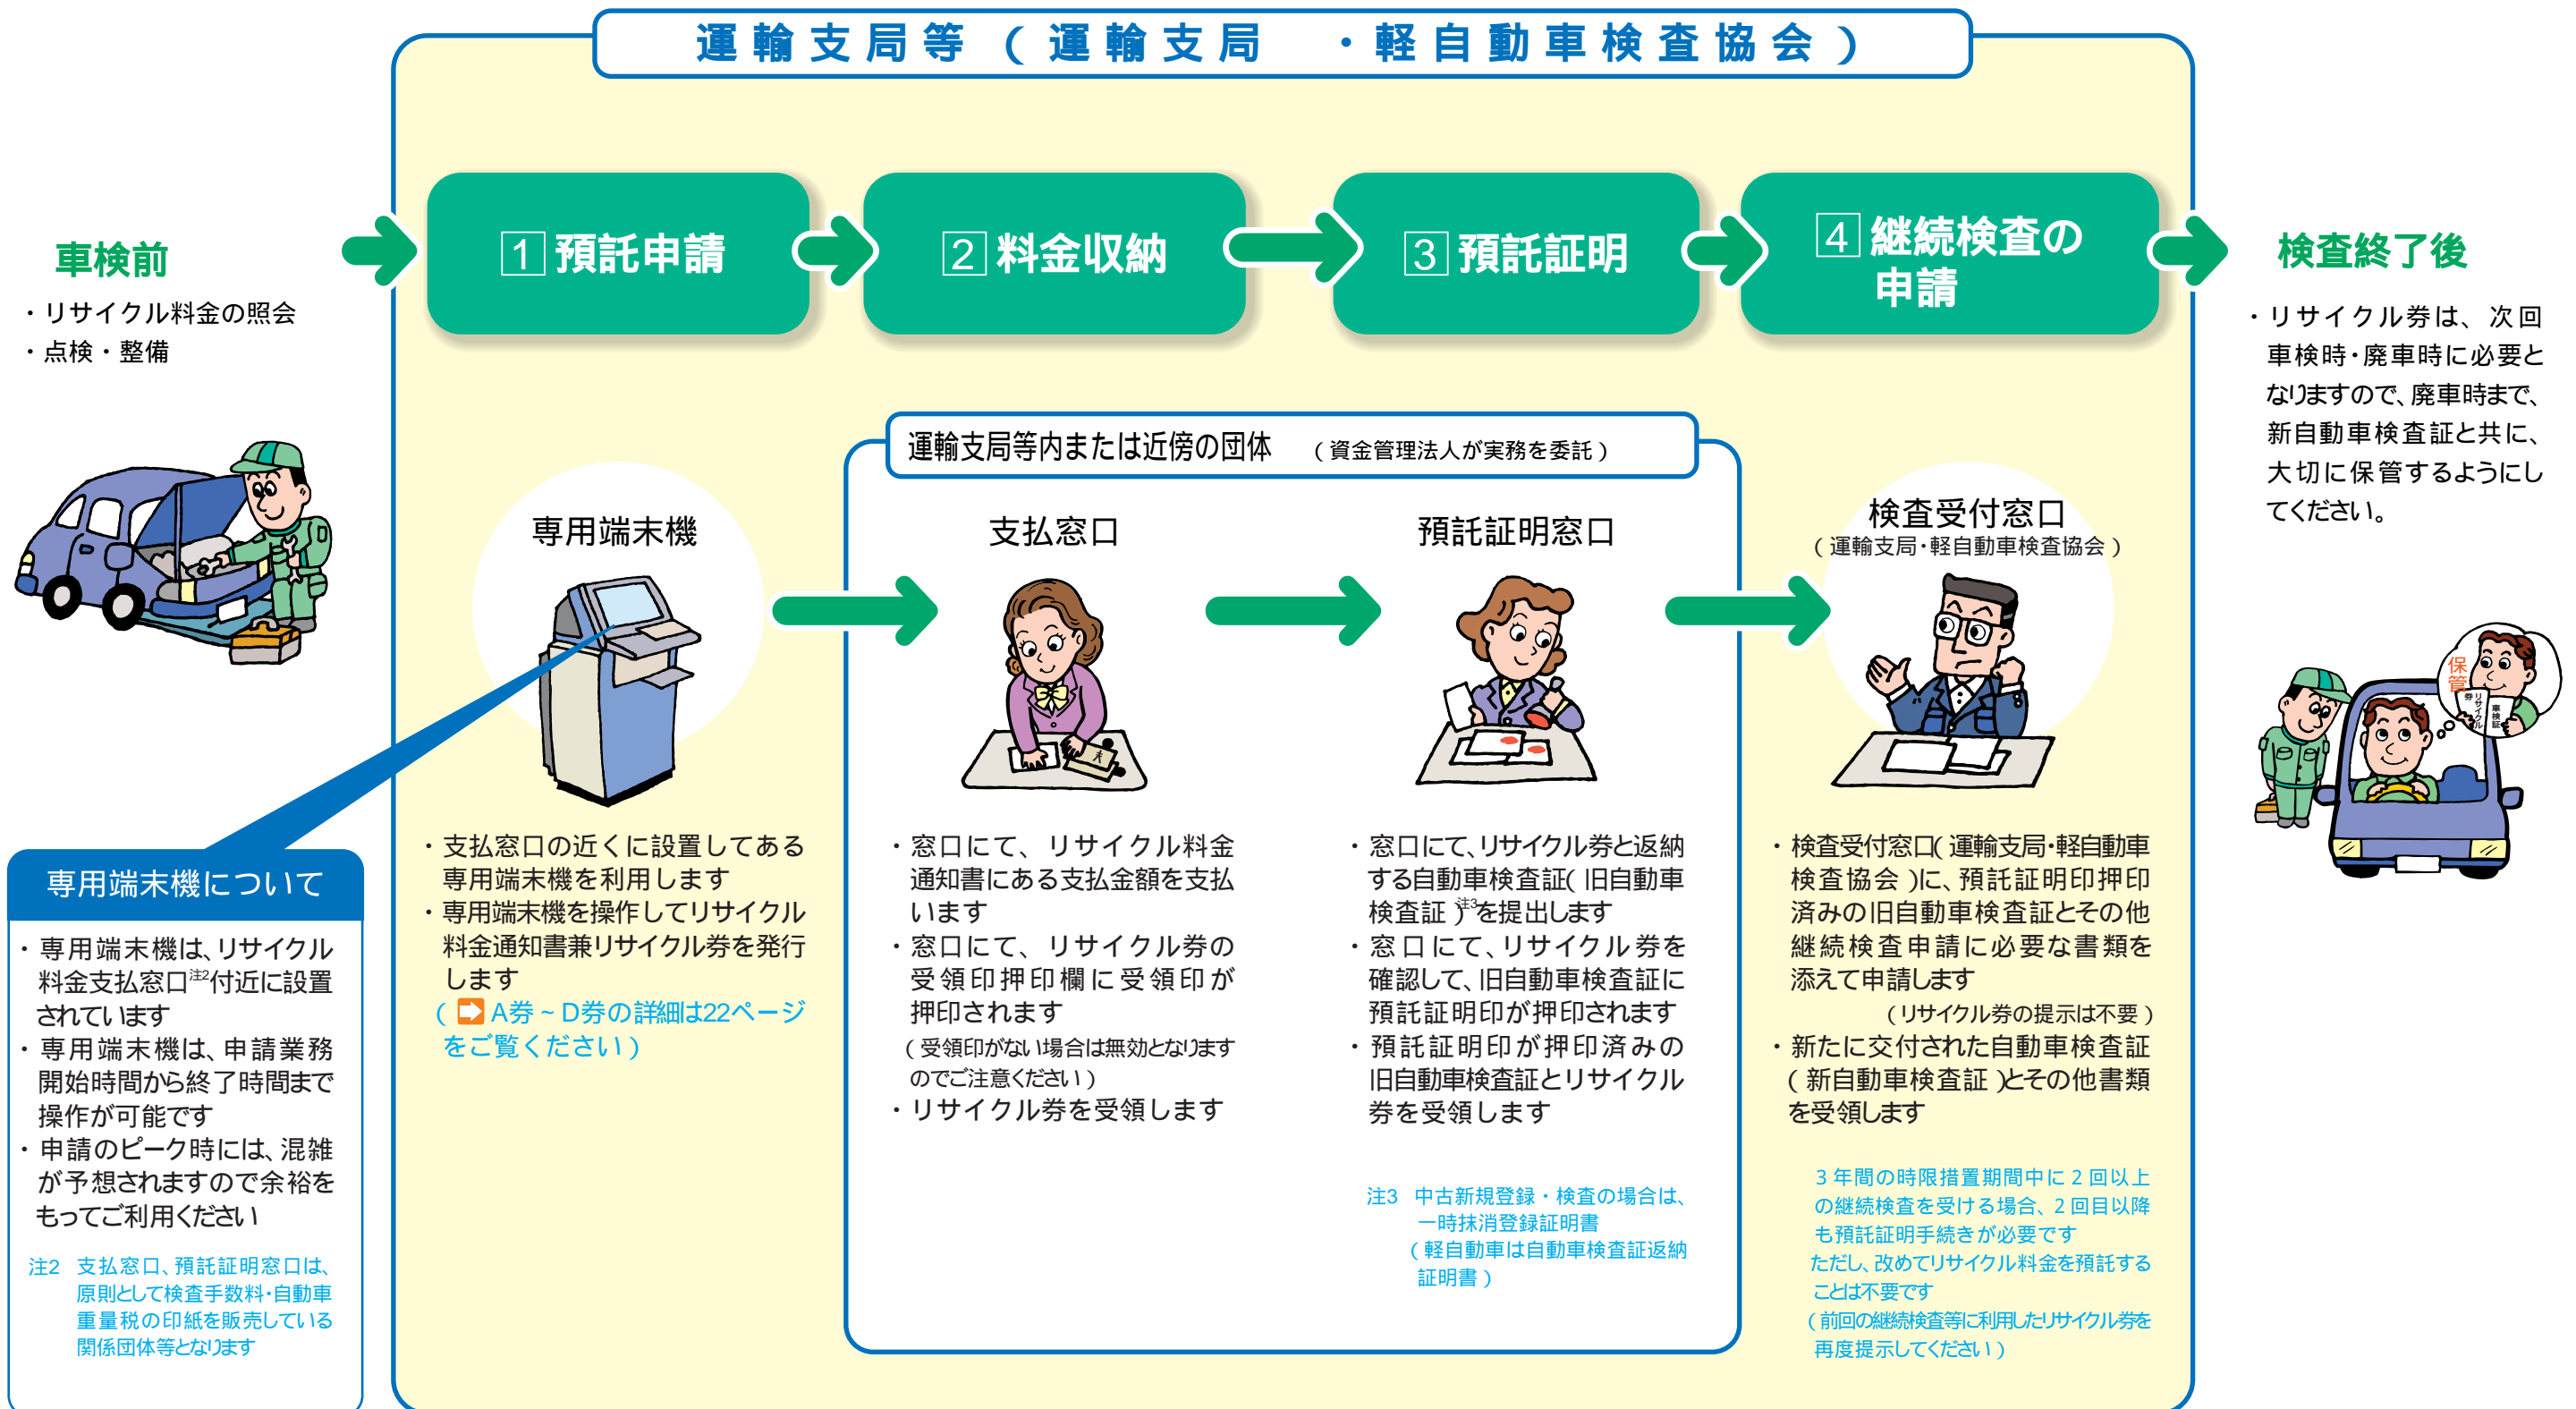 運輸支局等（運輸支局　・軽自動車検査協会）
車検前
・リサイクル料金の照会
・点検・整備
1 預託申請
2 料金収納
3 預託証明
4 継続検査の
申請
検査終了後
・リサイクル券は、次回
車検時・廃車時に必要と
なりますので、廃車時まで、
新自動車検査証と共に、
大切に保管するようにし
てください。
運輸支局等内または近傍の団体　（資金管理法人が実務を委託）
専用端末機
支払窓口
預託証明窓口
検査受付窓口
（運輸支局・軽自動車検査協会）
保管
リサイクル券
車検証
専用端末機について
・専用端末機は、リサイクル
料金支払窓口注2付近に設置
されています
・専用端末機は、申請業務
開始時間から終了時間まで
操作が可能です
・申請のピーク時には、混雑
が予想されますので余裕を
もってご利用ください
注2　支払窓口、預託証明窓口は、
原則として検査手数料・自動車
重量税の印紙を販売している
関係団体等となります
・支払窓口の近くに設置してある
専用端末機を利用します
・専用端末機を操作してリサイクル
料金通知書兼リサイクル券を発行
します
（➡A券～D券の詳細は22ページ
をご覧ください）
・窓口にて、リサイクル料金
通知書にある支払金額を支払
います
・窓口にて、リサイクル券の
受領印押印欄に受領印が
押印されます
（受領印がない場合は無効となります
のでご注意ください）
・リサイクル券を受領します
・窓口にて、リサイクル券と返納
する自動車検査証（旧自動車
検査証）注3を提出します
・窓口にて、リサイクル券を
確認して、旧自動車検査証に
預託証明印が押印されます
・預託証明印が押印済みの
旧自動車検査証とリサイクル
券を受領します
注3　中古新規登録・検査の場合は、
一時抹消登録証明書
（軽自動車は自動車検査証返納
証明書）
・検査受付窓口（運輸支局・軽自動車
検査協会）に、預託証明印押印
済みの旧自動車検査証とその他
継続検査申請に必要な書類を
添えて申請します
（リサイクル券の提示は不要）
・新たに交付された自動車検査証
（新自動車検査証）とその他書類
を受領します
3年間の時限措置期間中に2回以上
の継続検査を受ける場合、2回目以降
も預託証明手続きが必要です
ただし、改めてリサイクル料金を預託する
ことは不要です
（前回の継続検査等に利用したリサイクル券を
再度提示してください）